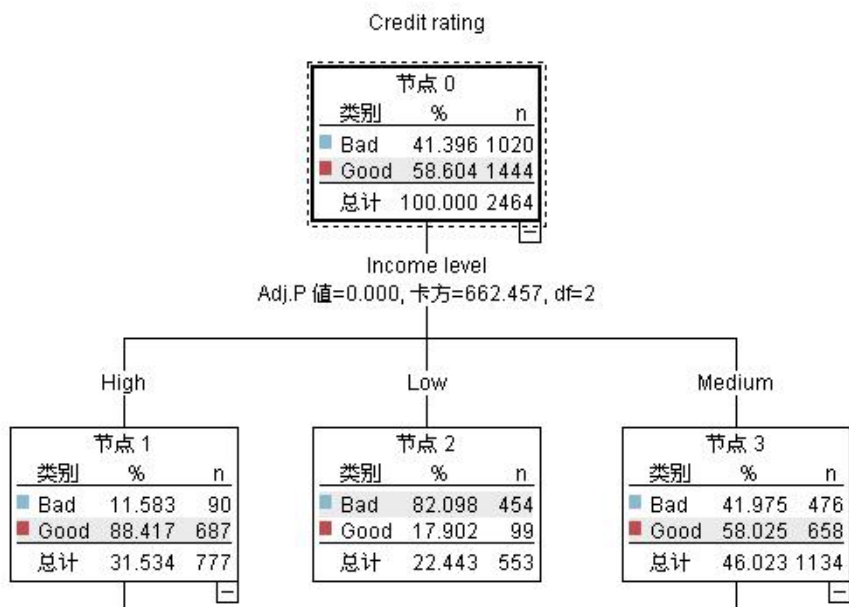 Credit rating
节点 0
类别 % n
Bad 41.396 1020
Good 58.604 1444
总计 100.000 2464
Income level
Adj.P 值=0.000, 卡方=662.457, df=2
High
Low
Medium
节点 1
类别 % n
Bad 11.583 90
Good 88.417 687
总计 31.534 777
节点 2
类别 % n
Bad 82.098 454
Good 17.902 99
总计 22.443 553
节点 3
类别 % n
Bad 41.975 476
Good 58.025 658
总计 46.023 1134